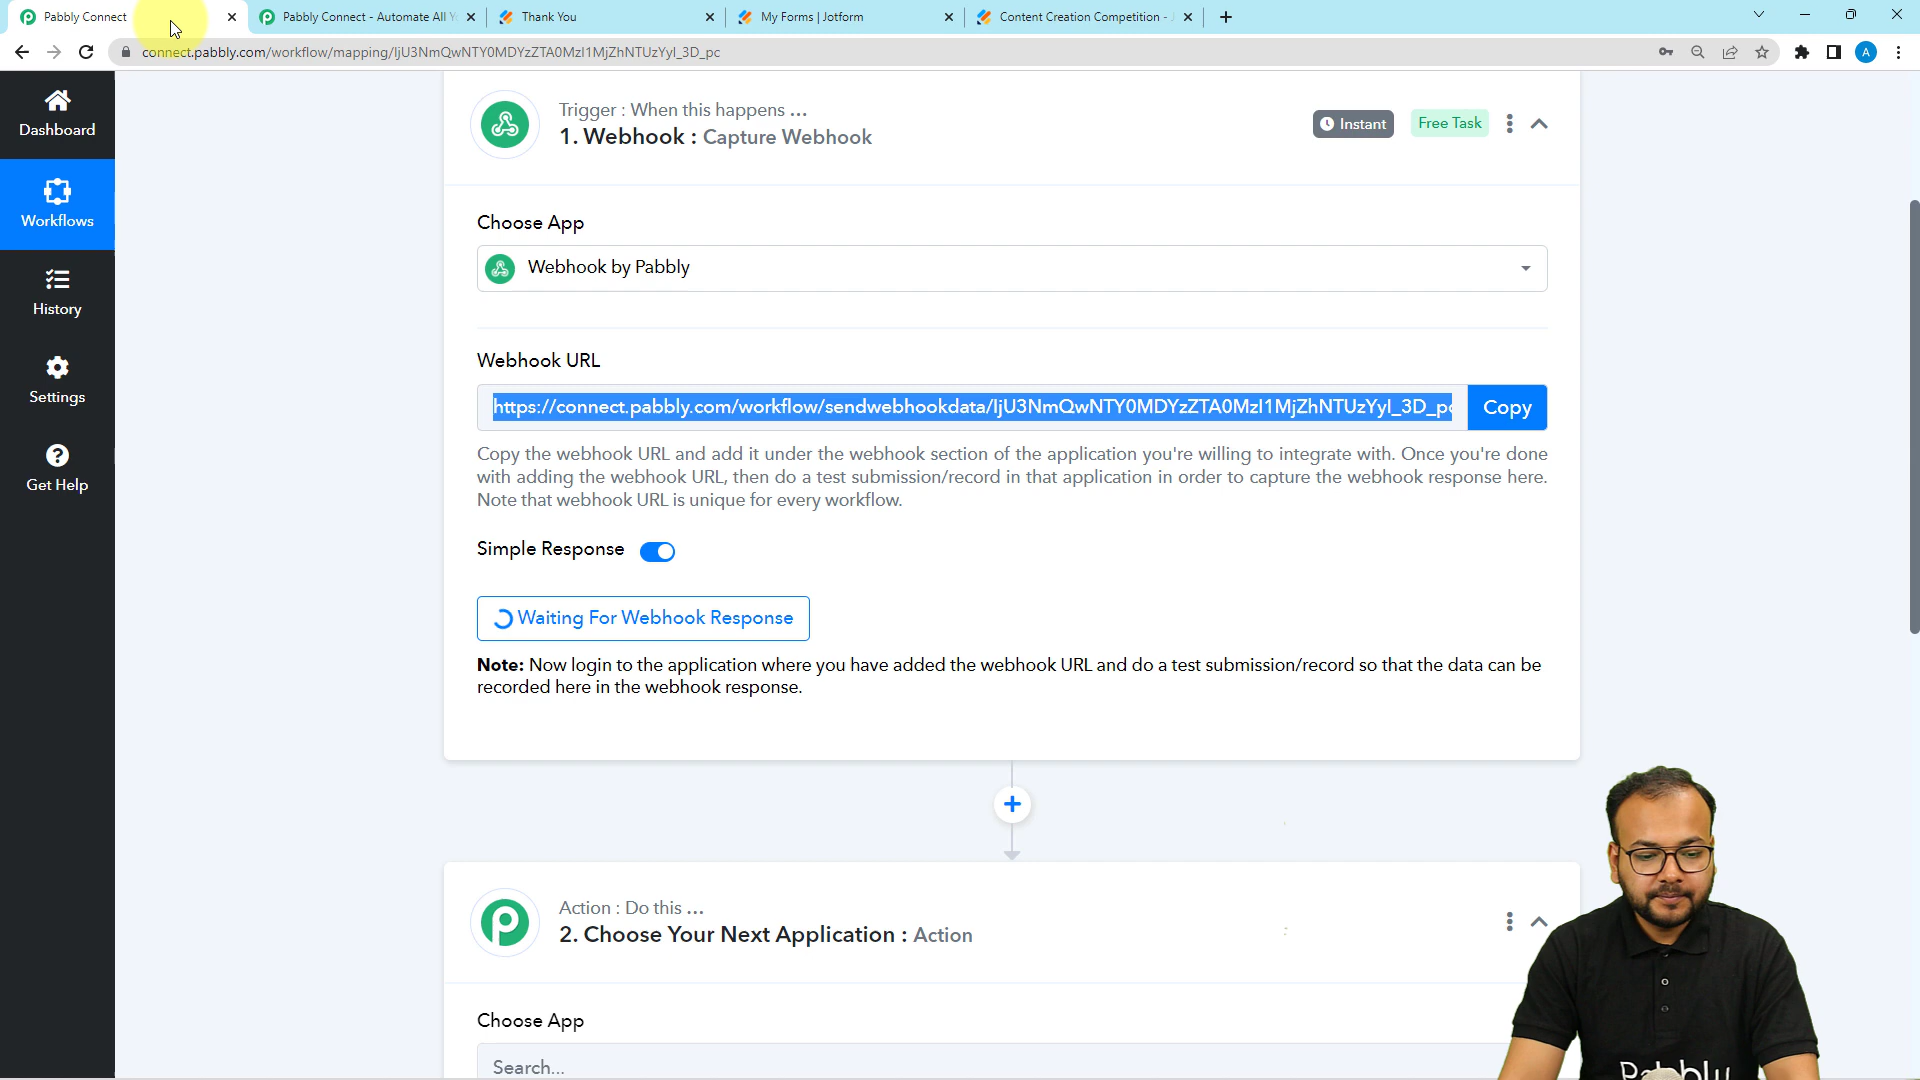 Pabbly Connect
Pabbly Connect - Automate All Y
Thank You
My Forms | Jotform
Content Creation Competition -
connect.pabbly.com/workflow/mapping/IjU3NmQwNTY0MDYzZTA0MzI1MjZhNTUzYyI_3D_pc
A
Dashboard
Workflows
History
Settings
Get Help
Trigger : When this happens ...
1. Webhook : Capture Webhook
Instant
Free Task
Choose App
Webhook by Pabbly
Webhook URL
https://connect.pabbly.com/workflow/sendwebhookdata/IjU3NmQwNTY0MDYzZTA0MzI1MjZhNTUzYyI_3D_pc
Copy
Copy the webhook URL and add it under the webhook section of the application you're willing to integrate with. Once you're done
with adding the webhook URL, then do a test submission/record in that application in order to capture the webhook response here.
Note that webhook URL is unique for every workflow.
Simple Response
Waiting For Webhook Response
Note: Now login to the application where you have added the webhook URL and do a test submission/record so that the data can be
recorded here in the webhook response.
Action : Do this ...
2. Choose Your Next Application : Action
Choose App
Search...
Pabbly